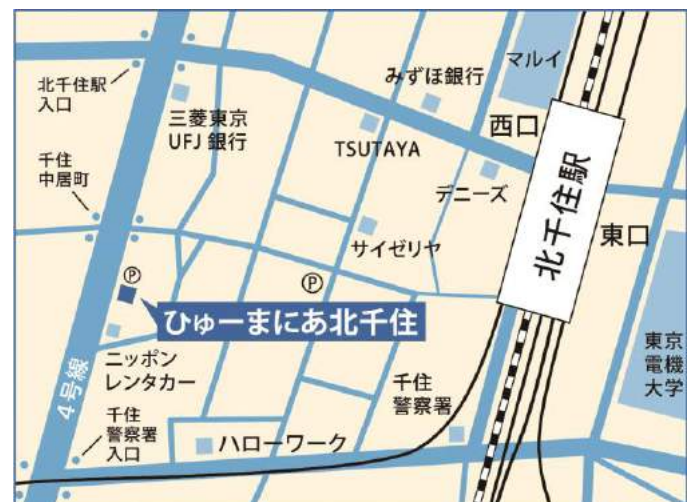 マルイ
みずほ銀行
北千住駅
入口
三菱東京
UFJ 銀行
西口
TSUTAYA
千住
中居町
デニーズ
北千住駅
東口
サイゼリヤ
Ⓟ
Ⓟ
ひゅーまにあ北千住
ニッポン
レンタカー
東京
電機
大学
4号線
千住
警察署
千住
警察署
入口
ハローワーク